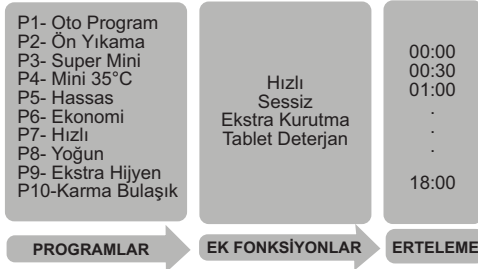 P1- Oto Program
P2- Ön Yıkama
P3- Super Mini
P4- Mini 35°C
P5- Hassas
P6- Ekonomi
P7- Hızlı
P8- Yoğun
P9- Ekstra Hijyen
P10-Karma Bulaşık
PROGRAMLAR
Hızlı
Sessiz
Ekstra Kurutma
Tablet Deterjan
EK FONKSİYONLAR
00:00
00:30
01:00
.
.
.
18:00
ERTELEME